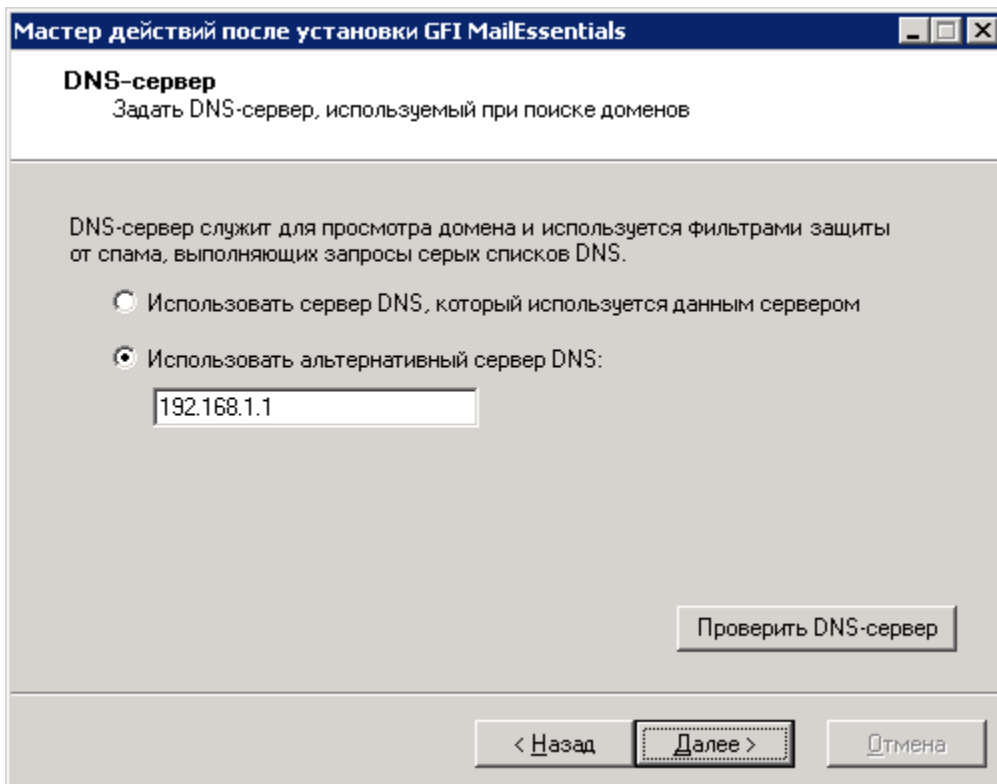 Мастер действий после установки GFI MailEssentials
DNS-сервер
Задать DNS-сервер, используемый при поиске доменов
DNS-сервер служит для просмотра домена и используется фильтрами защиты
от спама, выполняющих запросы серых списков DNS.
Использовать сервер DNS, который используется данным сервером
Использовать альтернативный сервер DNS:
192.168.1.1
Проверить DNS-сервер
< Назад
Далее >
Отмена